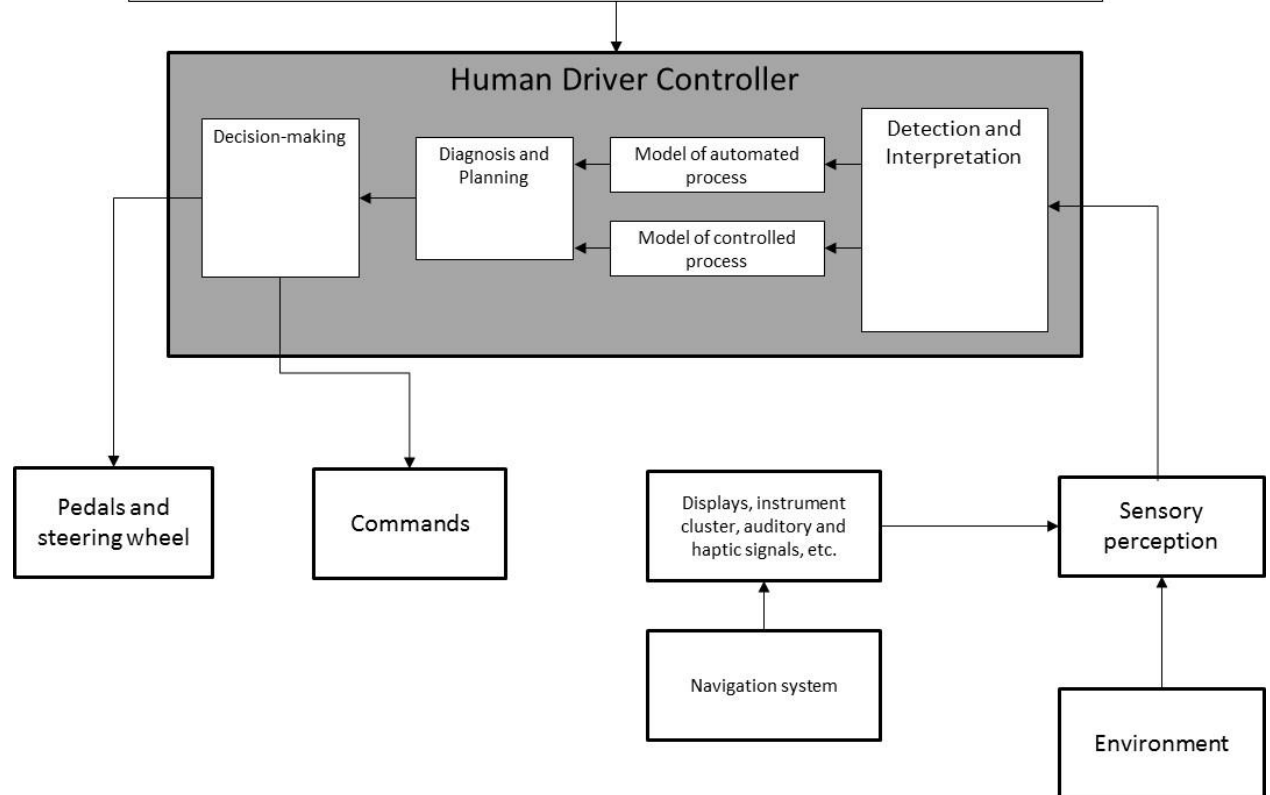 Human Driver Controller
Decision-making
Diagnosis and
Planning
Model of automated
process
Model of controlled
process
Detection and
Interpretation
Pedals and
steering wheel
Commands
Displays, instrument
cluster, auditory and
haptic signals, etc.
Sensory
perception
Navigation system
Environment